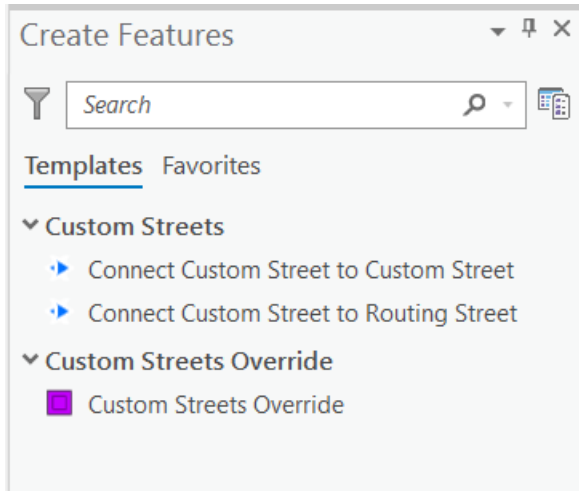 Create Features
Search
Templates Favorites
Custom Streets
Connect Custom Street to Custom Street
Connect Custom Street to Routing Street
Custom Streets Override
Custom Streets Override